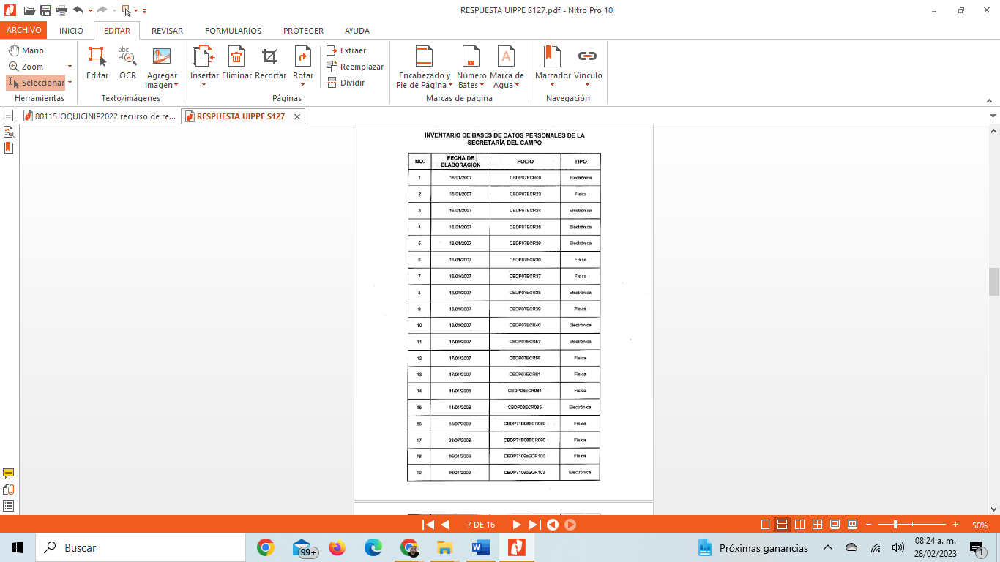 RESPUESTA UIPPE S127.pdf - Nitro Pro 10
ARCHIVO INICIO EDITAR REVISAR FORMULARIOS PROTEGER AYUDA
Mano
Zoom
Seleccionar
Herramientas
Editar OCR Agregar imagen
Texto/imágenes
Insertar Eliminar Recortar Rotar
Extraer
Reemplazar
Dividir
Páginas
Encabezado y Pie de Página Número Bates Marca de Agua
Marcas de página
Marcador Vínculo
Navegación
00115JOQUICINIP2022 recurso de re... RESPUESTA UIPPE S127
INVENTARIO DE BASES DE DATOS PERSONALES DE LA
SECRETARÍA DEL CAMPO
NO. FECHA DE ELABORACIÓN FOLIO TIPO
1 16/01/2007 CBDP07ECR09 Electrónica
2 16/01/2007 CBDP07ECR23 Física
3 16/01/2007 CBDP07ECR24 Electrónica
4 16/01/2007 CBDP07ECR28 Electrónica
5 16/01/2007 CBDP07ECR29 Electrónica
6 16/01/2007 CBDP07ECR30 Física
7 16/01/2007 CBDP07ECR37 Física
8 16/01/2007 CBDP07ECR38 Electrónica
9 16/01/2007 CBDP07ECR39 Física
10 16/01/2007 CBDP07ECR40 Electrónica
11 17/01/2007 CBDP07ECR57 Electrónica
12 17/01/2007 CBDP07ECR58 Física
13 17/01/2007 CBDP07ECR61 Física
14 11/01/2008 CBDP08ECR084 Física
15 11/01/2008 CBDP08ECR085 Electrónica
16 15/07/2008 CBDP71B08ECR089 Física
17 28/07/2008 CBDP71B08ECR090 Física
18 16/01/2009 CBDP7109aECR100 Física
19 16/01/2009 CBDP7109aECR103 Electrónica
7 DE 16
50%
Buscar
99+
Próximas ganancias
08:24 a. m.
28/02/2023
1